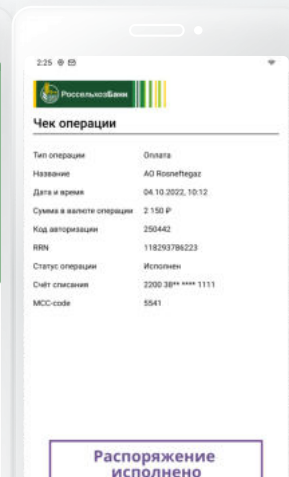 2:25
РоссельхозБанк
Чек операции
Тип операции Оплата
Название AO Rosneftegaz
Дата и время 04.10.2022, 10:12
Сумма в валюте операции 2 150 ₽
Код авторизации 250442
RRN 118293786223
Статус операции Исполнен
Счёт списания 2200 38** **** 1111
MCC-code 5541
Распоряжение
исполнено